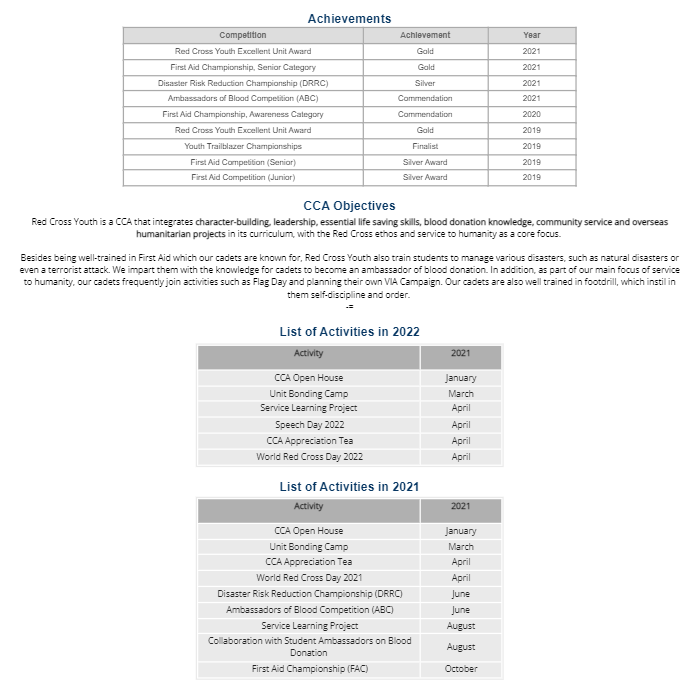 Achievements
Competition Achievement Year
Red Cross Youth Excellent Unit Award Gold 2021
First Aid Championship, Senior Category Gold 2021
Disaster Risk Reduction Championship (DRRC) Silver 2021
Ambassadors of Blood Competition (ABC) Commendation 2021
First Aid Championship, Awareness Category Commendation 2020
Red Cross Youth Excellent Unit Award Gold 2019
Youth Trailblazer Championships Finalist 2019
First Aid Competition (Senior) Silver Award 2019
First Aid Competition (Junior) Silver Award 2019
CCA Objectives
Red Cross Youth is a CCA that integrates character-building, leadership, essential life saving skills, blood donation knowledge, community service and overseas
humanitarian projects in its curriculum, with the Red Cross ethos and service to humanity as a core focus.
Besides being well-trained in First Aid which our cadets are known for, Red Cross Youth also train students to manage various disasters, such as natural disasters or
even a terrorist attack. We impart them with the knowledge for cadets to become an ambassador of blood donation. In addition, as part of our main focus of service
to humanity, our cadets frequently join activities such as Flag Day and planning their own VIA Campaign. Our cadets are also well trained in footdrill, which instil in
them self-discipline and order.
-=
List of Activities in 2022
Activity 2021
CCA Open House January
Unit Bonding Camp March
Service Learning Project April
Speech Day 2022 April
CCA Appreciation Tea April
World Red Cross Day 2022 April
List of Activities in 2021
Activity 2021
CCA Open House January
Unit Bonding Camp March
CCA Appreciation Tea April
World Red Cross Day 2021 April
Disaster Risk Reduction Championship (DRRC) June
Ambassadors of Blood Competition (ABC) June
Service Learning Project August
Collaboration with Student Ambassadors on Blood
Donation August
First Aid Championship (FAC) October